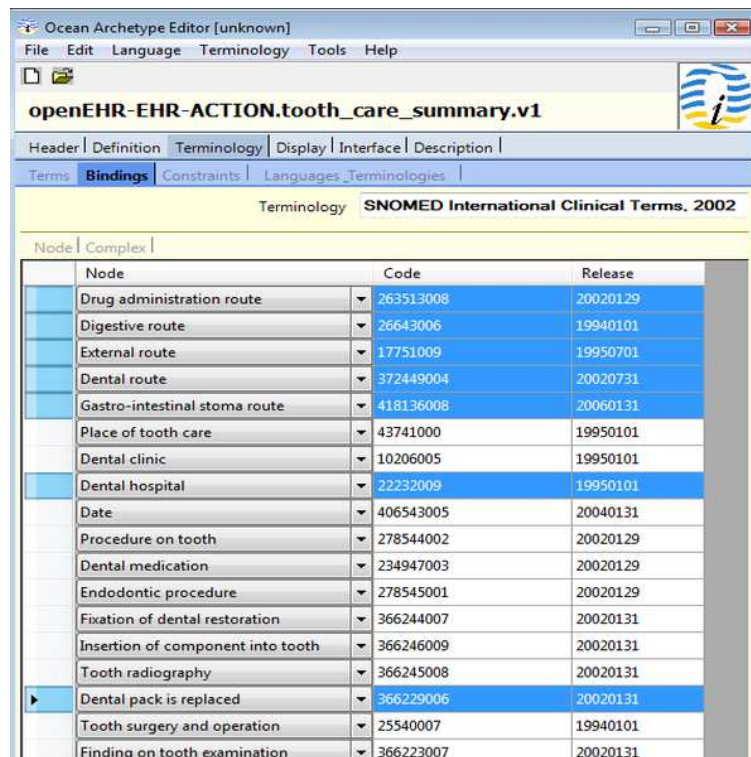 Ocean Archetype Editor [unknown]
File Edit Language Terminology Tools Help
openEHR-EHR-ACTION.tooth_care_summary.v1
Header Definition Terminology Display Interface Description
Terms Bindings Constraints Languages_Terminologies
Terminology SNOMED International Clinical Terms, 2002
Node Complex
Node Code Release
Drug administration route 263513008 20020129
Digestive route 26643006 19940101
External route 17751009 19950701
Dental route 372449004 20020731
Gastro-intestinal stoma route 418136008 20060131
Place of tooth care 43741000 19950101
Dental clinic 10206005 19950101
Dental hospital 22232009 19950101
Date 406543005 20040131
Procedure on tooth 278544002 20020129
Dental medication 234947003 20020129
Endodontic procedure 278545001 20020129
Fixation of dental restoration 366244007 20020131
Insertion of component into tooth 366246009 20020131
Tooth radiography 366245008 20020131
Dental pack is replaced 366229006 20020131
Tooth surgery and operation 25540007 19940101
Finding on tooth examination 366223007 20020131